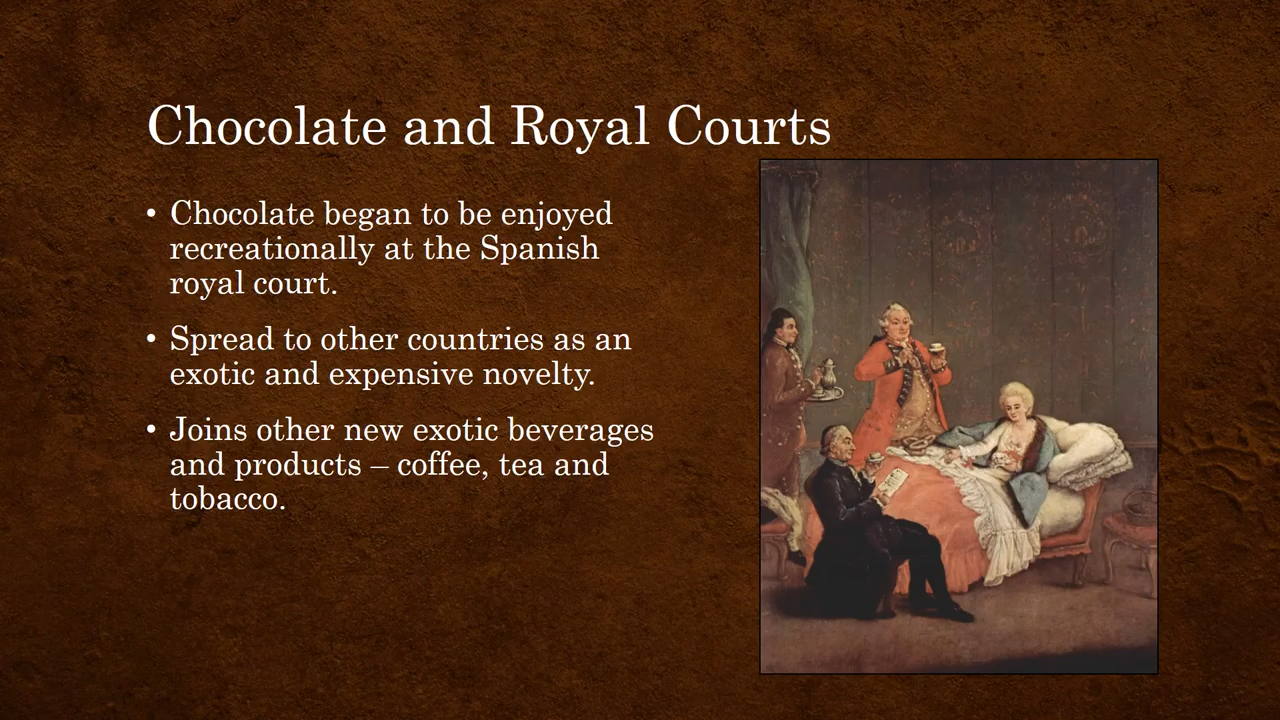 Chocolate and Royal Courts
• Chocolate began to be enjoyed
recreationally at the Spanish
royal court.
• Spread to other countries as an
exotic and expensive novelty.
• Joins other new exotic beverages
and products – coffee, tea and
tobacco.